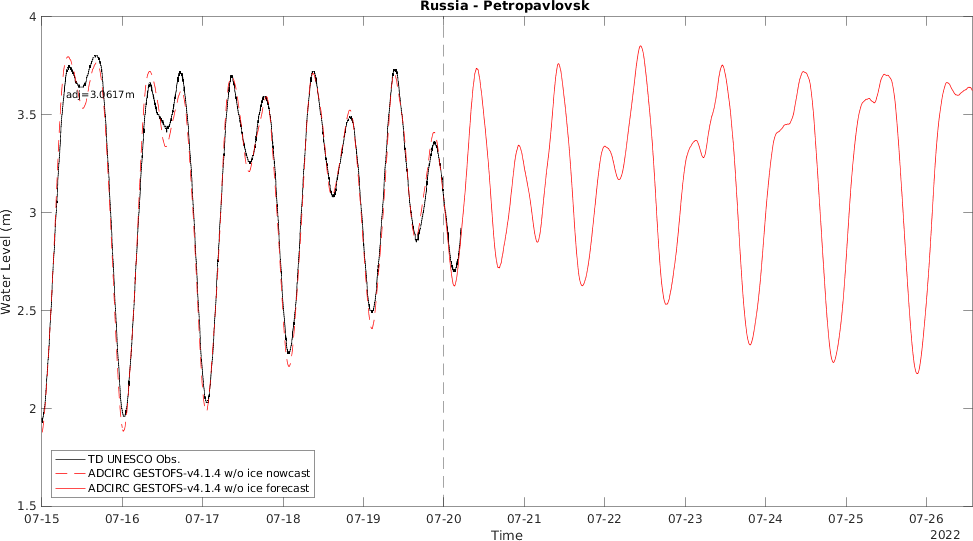 Russia - Petropavlovsk
4
3.5
3
2.5
2
1.5
Water Level (m)
adj=3.0617m
TD UNESCO Obs.
ADCIRC GESTOFS-v4.1.4 w/o ice nowcast
ADCIRC GESTOFS-v4.1.4 w/o ice forecast
07-15 07-16 07-17 07-18 07-19 07-20 07-21 07-22 07-23 07-24 07-25 07-26
Time
2022